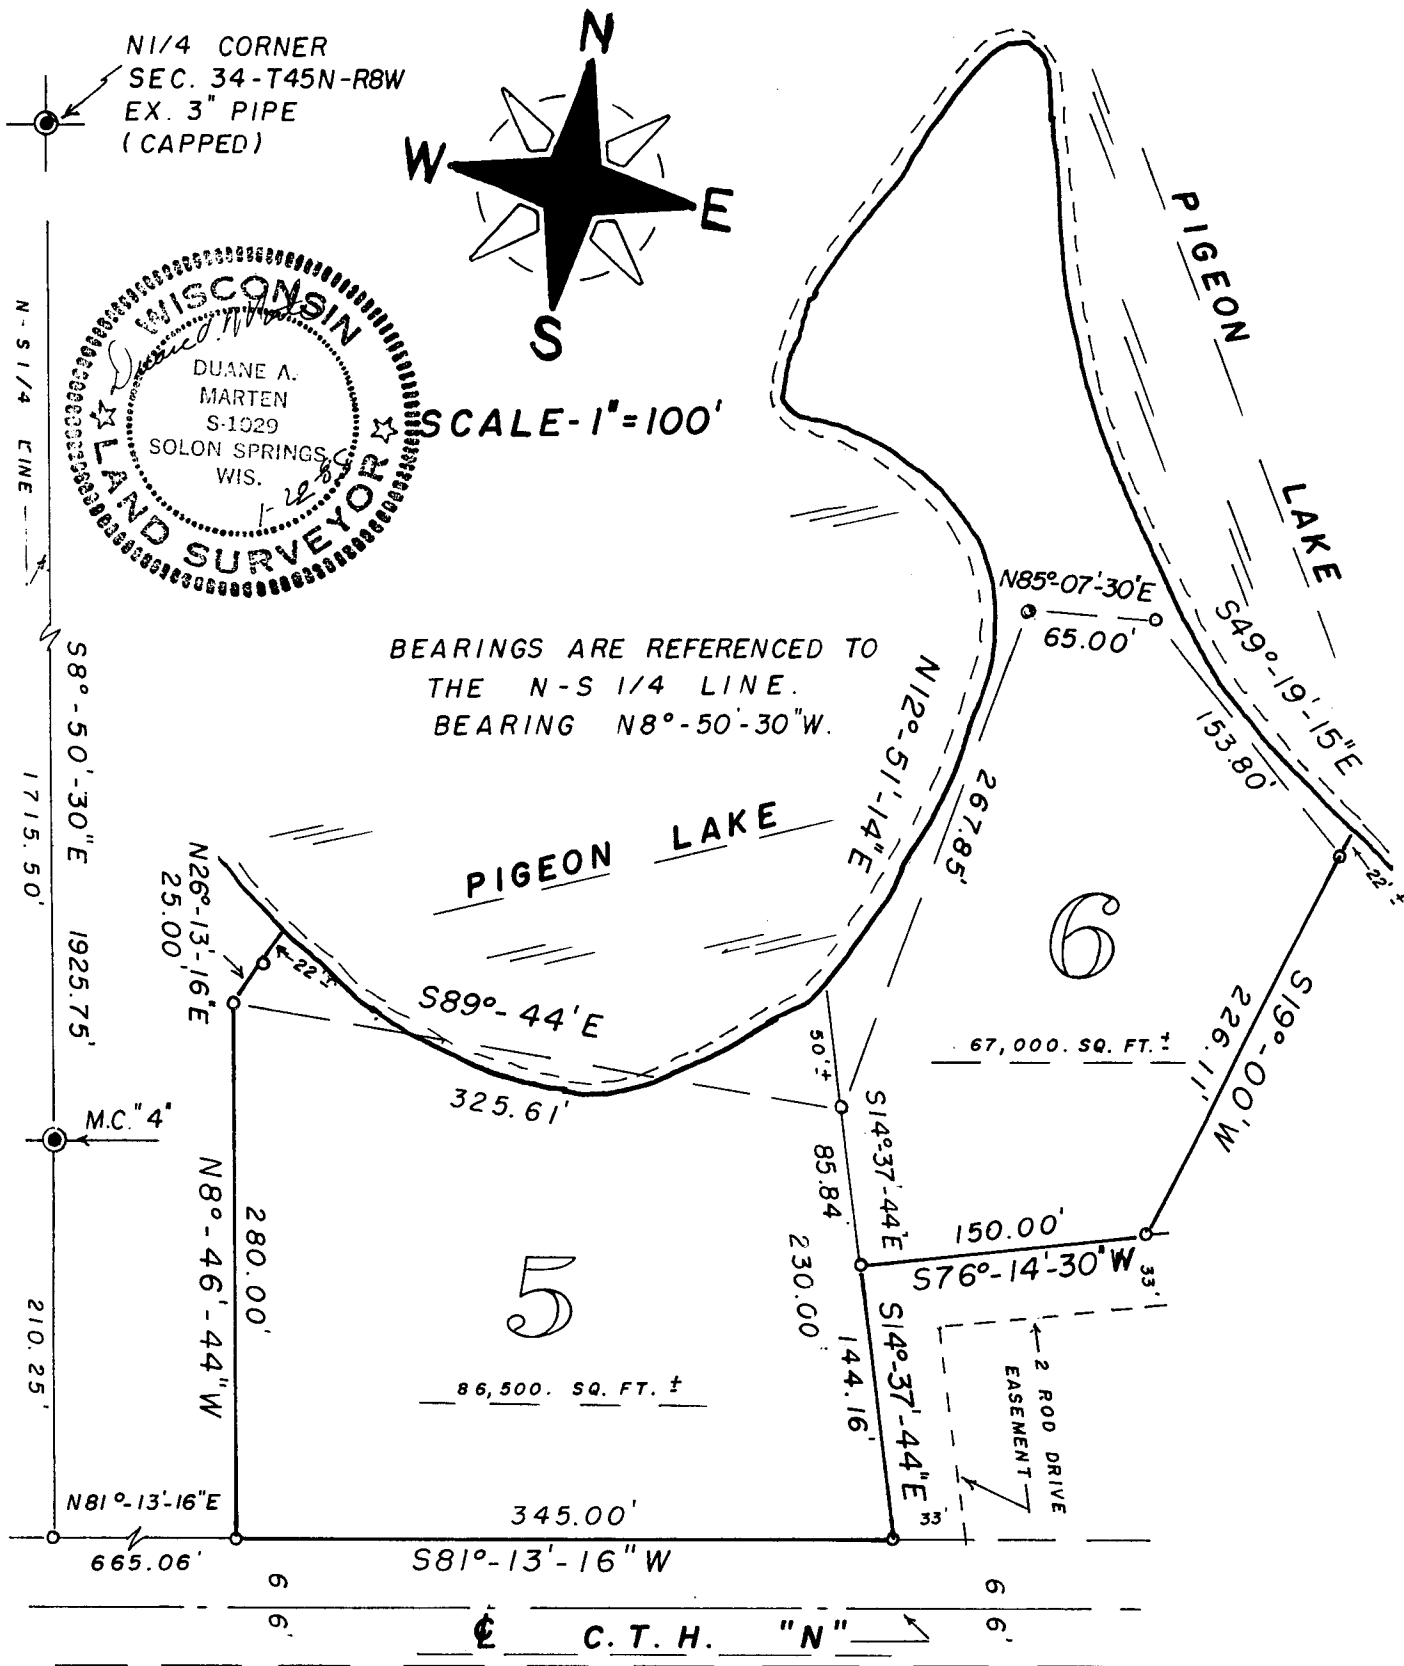 N1/4 CORNER
SEC. 34-T45N-R8W
EX. 3" PIPE
(CAPPED)
N
W
E
S
WISCONSIN
LAND SURVEYOR
DUANE A.
MARTEN
S-1029
SOLON SPRINGS
WIS.
SCALE-1"=100'
N-S 1/4 LINE
S8°-50'-30"E 1925.75'
1715.50'
210.25'
M.C. "4"
BEARINGS ARE REFERENCED TO
THE N-S 1/4 LINE.
BEARING N8°-50'-30"W.
PIGEON LAKE
PIGEON LAKE
N85°-07'-30'E
65.00'
S49°-19'-15"E
153.80'
N12°-51'-14"E
267.85'
N26°-13'-16"E
25.00'
22'±
S89°-44'E
325.61'
22'±
6
67,000. SQ. FT.±
S19°-00'W
226.11'
50'±
85.84
S14°-37'-44"E
230.00'
150.00'
S76°-14'-30"W
33'
N8°-46'-44"W
280.00'
5
86,500. SQ. FT. ±
144.16'
S14°-37'-44"E
33'
2 ROD DRIVE
EASEMENT
N81°-13'-16"E
665.06'
345.00'
S81°-13'-16"W
66'
66'
℄ C.T.H. "N"